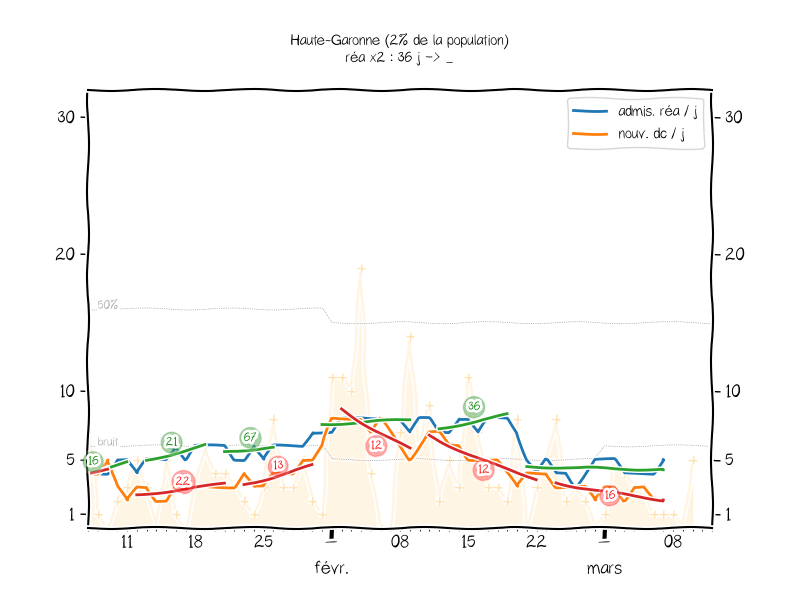 Haute-Garonne (2% de la population)
réa x2 : 36 j -> _
admis. réa / j
nouv. dc / j
30 30
20 20
50%
10 10
bruit
5 5
1 1
16 21 67 36
22 13 12 12 16
11 18 25 08 15 22 08
févr. mars